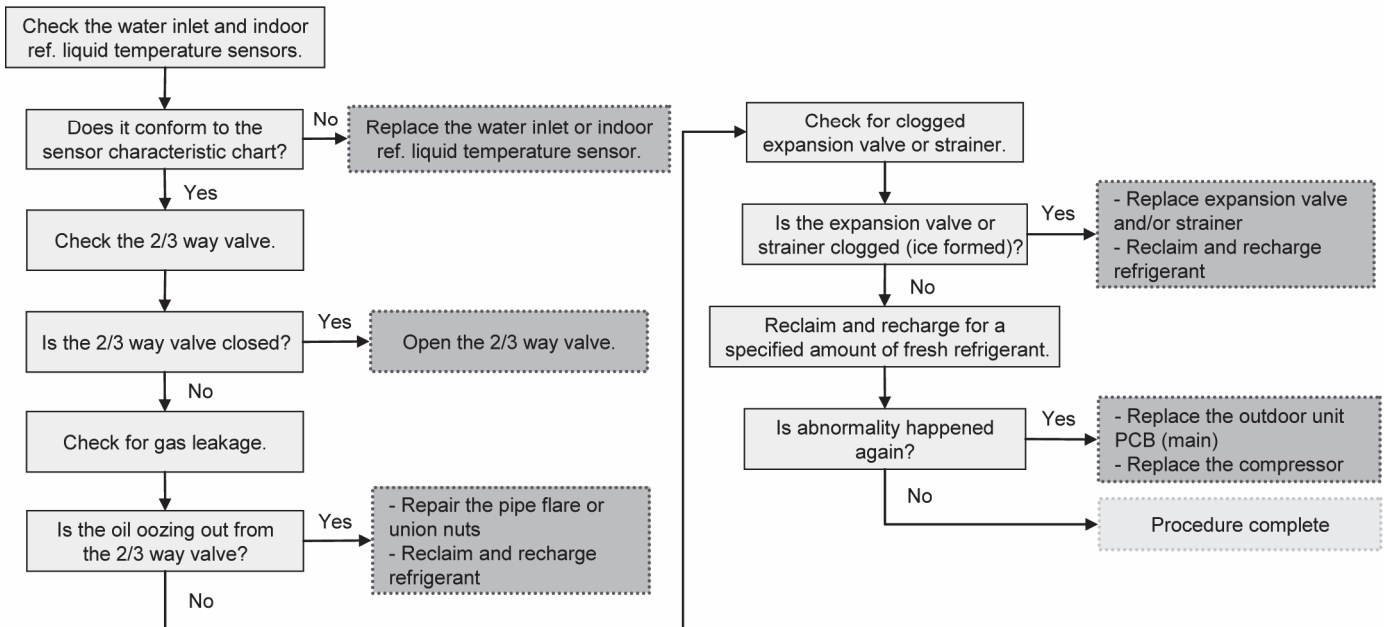 Check the water inlet and indoor
ref. liquid temperature sensors.
Does it conform to the
sensor characteristic chart?
No
Replace the water inlet or indoor
ref. liquid temperature sensor.
Yes
Check the 2/3 way valve.
Is the 2/3 way valve closed?
Yes
Open the 2/3 way valve.
No
Check for gas leakage.
Is the oil oozing out from
the 2/3 way valve?
Yes
- Repair the pipe flare or
union nuts
- Reclaim and recharge
refrigerant
No
Check for clogged
expansion valve or strainer.
Is the expansion valve or
strainer clogged (ice formed)?
Yes
- Replace expansion valve
and/or strainer
- Reclaim and recharge
refrigerant
No
Reclaim and recharge for a
specified amount of fresh refrigerant.
Is abnormality happened
again?
Yes
- Replace the outdoor unit
PCB (main)
- Replace the compressor
No
Procedure complete